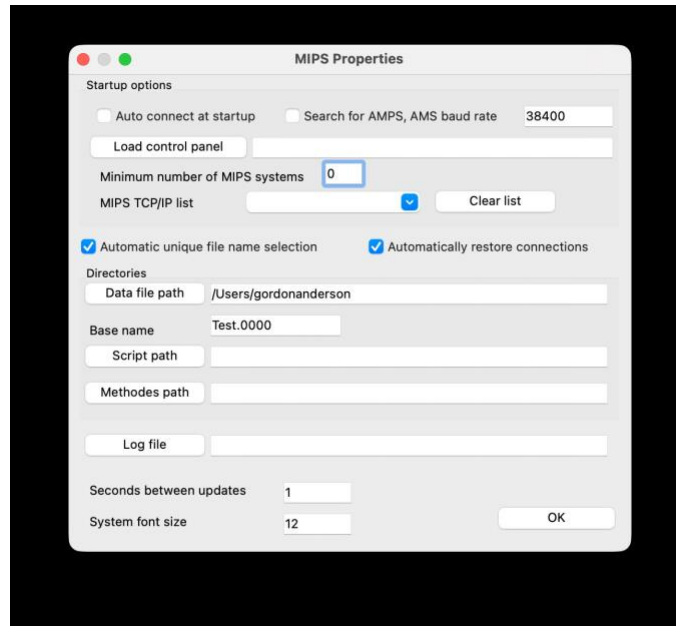 MIPS Properties
Startup options
Auto connect at startup Search for AMPS, AMS baud rate 38400
Load control panel
Minimum number of MIPS systems 0
MIPS TCP/IP list Clear list
Automatic unique file name selection Automatically restore connections
Directories
Data file path /Users/gordonanderson
Base name Test.0000
Script path
Methodes path
Log file
Seconds between updates 1
System font size 12 OK